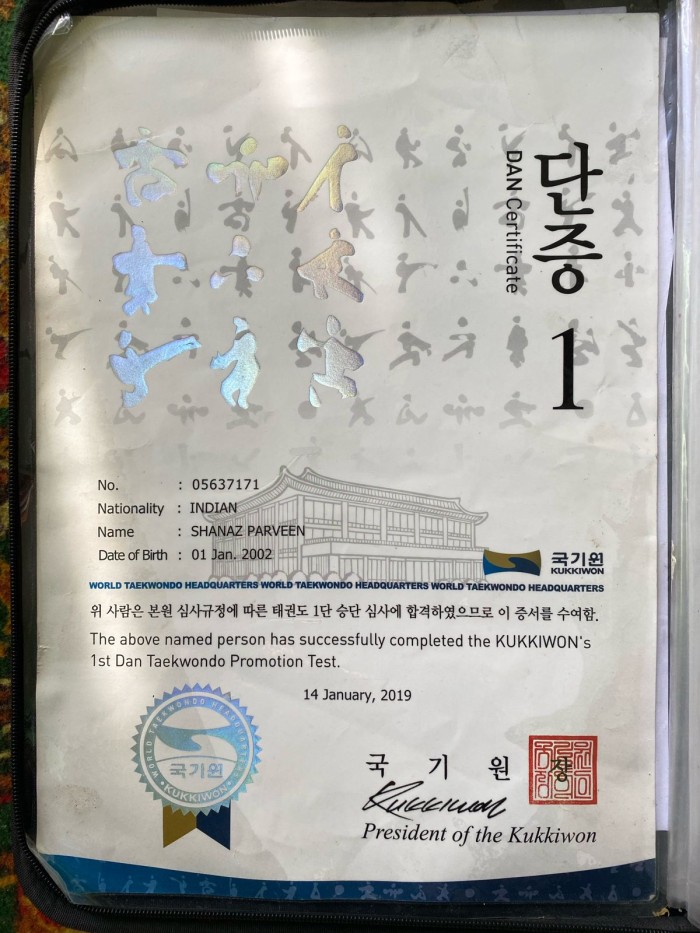 단증 1
DAN Certificate
No. : 05637171
Nationality : INDIAN
Name : SHANAZ PARVEEN
Date of Birth : 01 Jan. 2002
국기원
KUKKIWON
WORLD TAEKWONDO HEADQUARTERS WORLD TAEKWONDO HEADQUARTERS WORLD TAEKWONDO HEADQUARTERS
위 사람은 본원 심사규정에 따른 태권도 1단 승단 심사에 합격하였으므로 이 증서를 수여함.
The above named person has successfully completed the KUKKIWON's
1st Dan Taekwondo Promotion Test.
14 January, 2019
WORLD TAEKWONDO HEADQUARTERS
국기원
KUKKIWON
국 기 원 장
Kukkiwon
President of the Kukkiwon